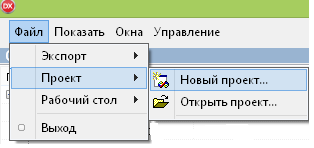 DX
Файл Показать Окна Управление
Экспорт
Проект Новый проект...
Рабочий стол Открыть проект...
Выход